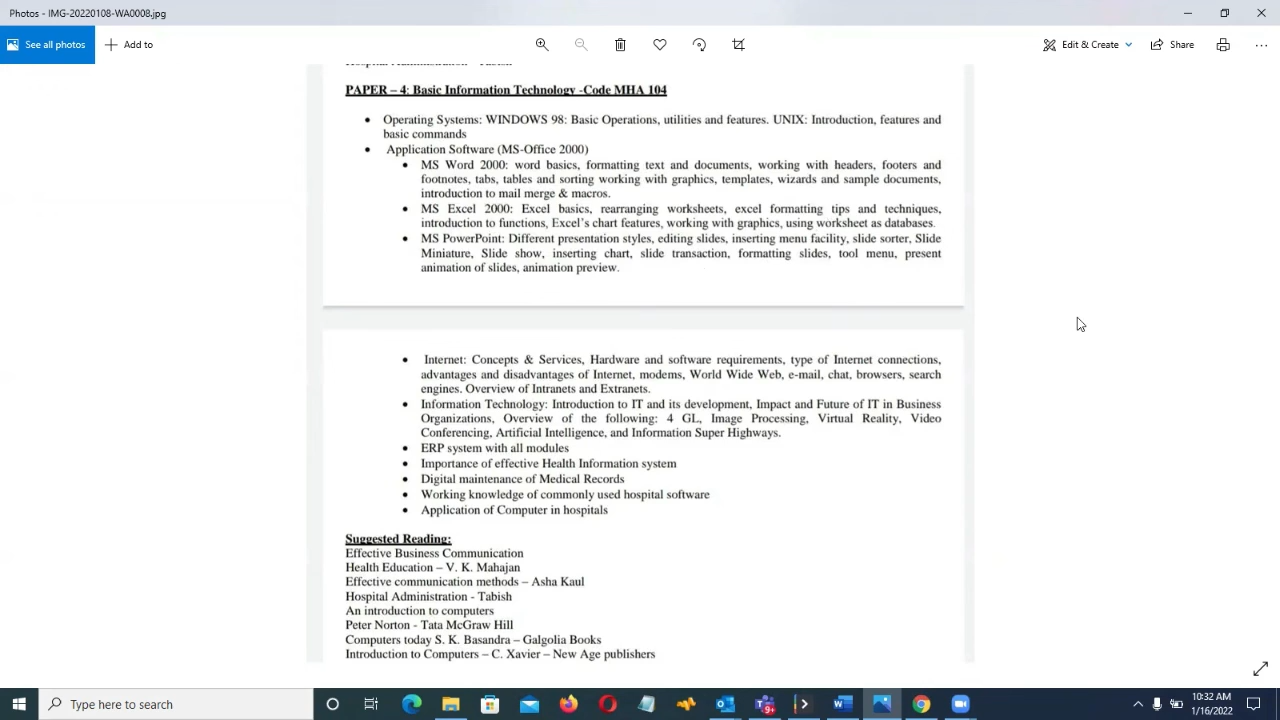 Photos - IMG-20220108-WA0008.jpg
See all photos
Add to
Edit & Create
Share
PAPER – 4: Basic Information Technology -Code MHA 104
• Operating Systems: WINDOWS 98: Basic Operations, utilities and features. UNIX: Introduction, features and
basic commands
• Application Software (MS-Office 2000)
• MS Word 2000: word basics, formatting text and documents, working with headers, footers and
footnotes, tabs, tables and sorting working with graphics, templates, wizards and sample documents,
introduction to mail merge & macros.
• MS Excel 2000: Excel basics, rearranging worksheets, excel formatting tips and techniques,
introduction to functions, Excel's chart features, working with graphics, using worksheet as databases.
• MS PowerPoint: Different presentation styles, editing slides, inserting menu facility, slide sorter, Slide
Miniature, Slide show, inserting chart, slide transaction, formatting slides, tool menu, present
animation of slides, animation preview.
• Internet: Concepts & Services, Hardware and software requirements, type of Internet connections,
advantages and disadvantages of Internet, modems, World Wide Web, e-mail, chat, browsers, search
engines. Overview of Intranets and Extranets.
• Information Technology: Introduction to IT and its development, Impact and Future of IT in Business
Organizations, Overview of the following: 4 GL, Image Processing, Virtual Reality, Video
Conferencing, Artificial Intelligence, and Information Super Highways.
• ERP system with all modules
• Importance of effective Health Information system
• Digital maintenance of Medical Records
• Working knowledge of commonly used hospital software
• Application of Computer in hospitals
Suggested Reading:
Effective Business Communication
Health Education – V. K. Mahajan
Effective communication methods – Asha Kaul
Hospital Administration - Tabish
An introduction to computers
Peter Norton - Tata McGraw Hill
Computers today S. K. Basandra – Galgolia Books
Introduction to Computers – C. Xavier – New Age publishers
Type here to search
10:32 AM
1/16/2022